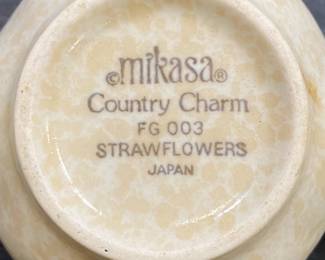 ©mikasa®
Country Charm
FG 003
STRAWFLOWERS
JAPAN